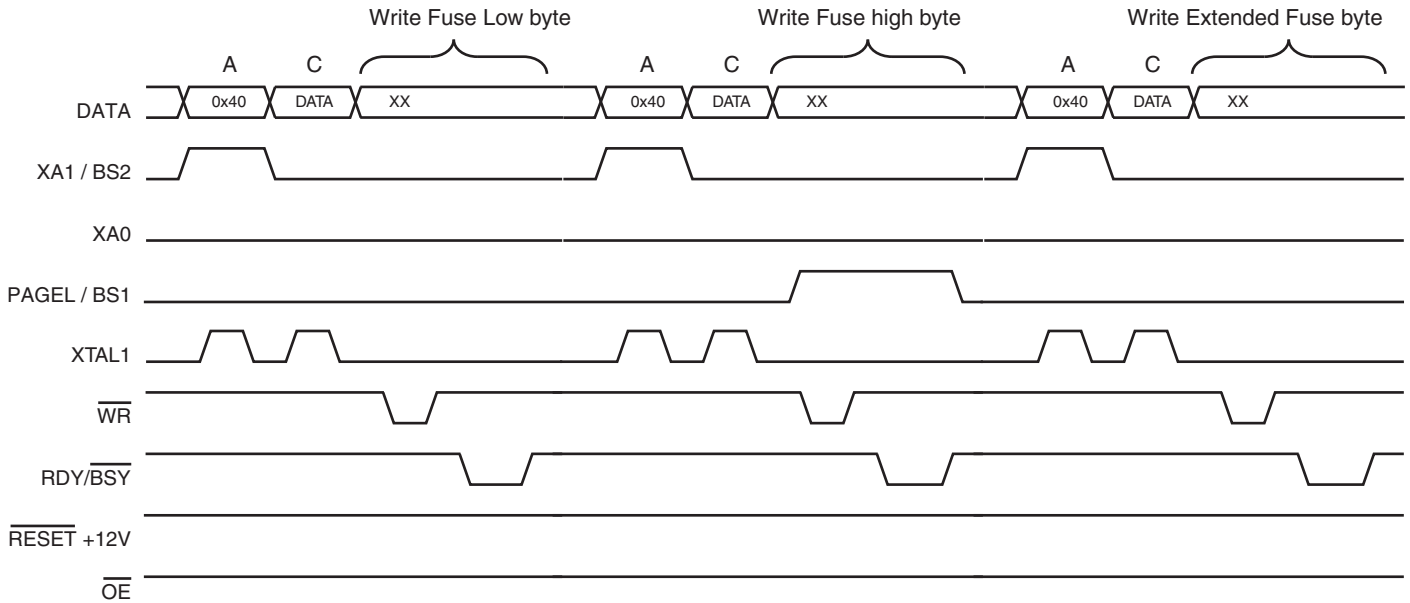 Write Fuse Low byte Write Fuse high byte Write Extended Fuse byte
A C A C A C
DATA 0x40 DATA XX 0x40 DATA XX 0x40 DATA XX
XA1 / BS2
XA0
PAGEL / BS1
XTAL1
WR
RDY/BSY
RESET +12V
OE